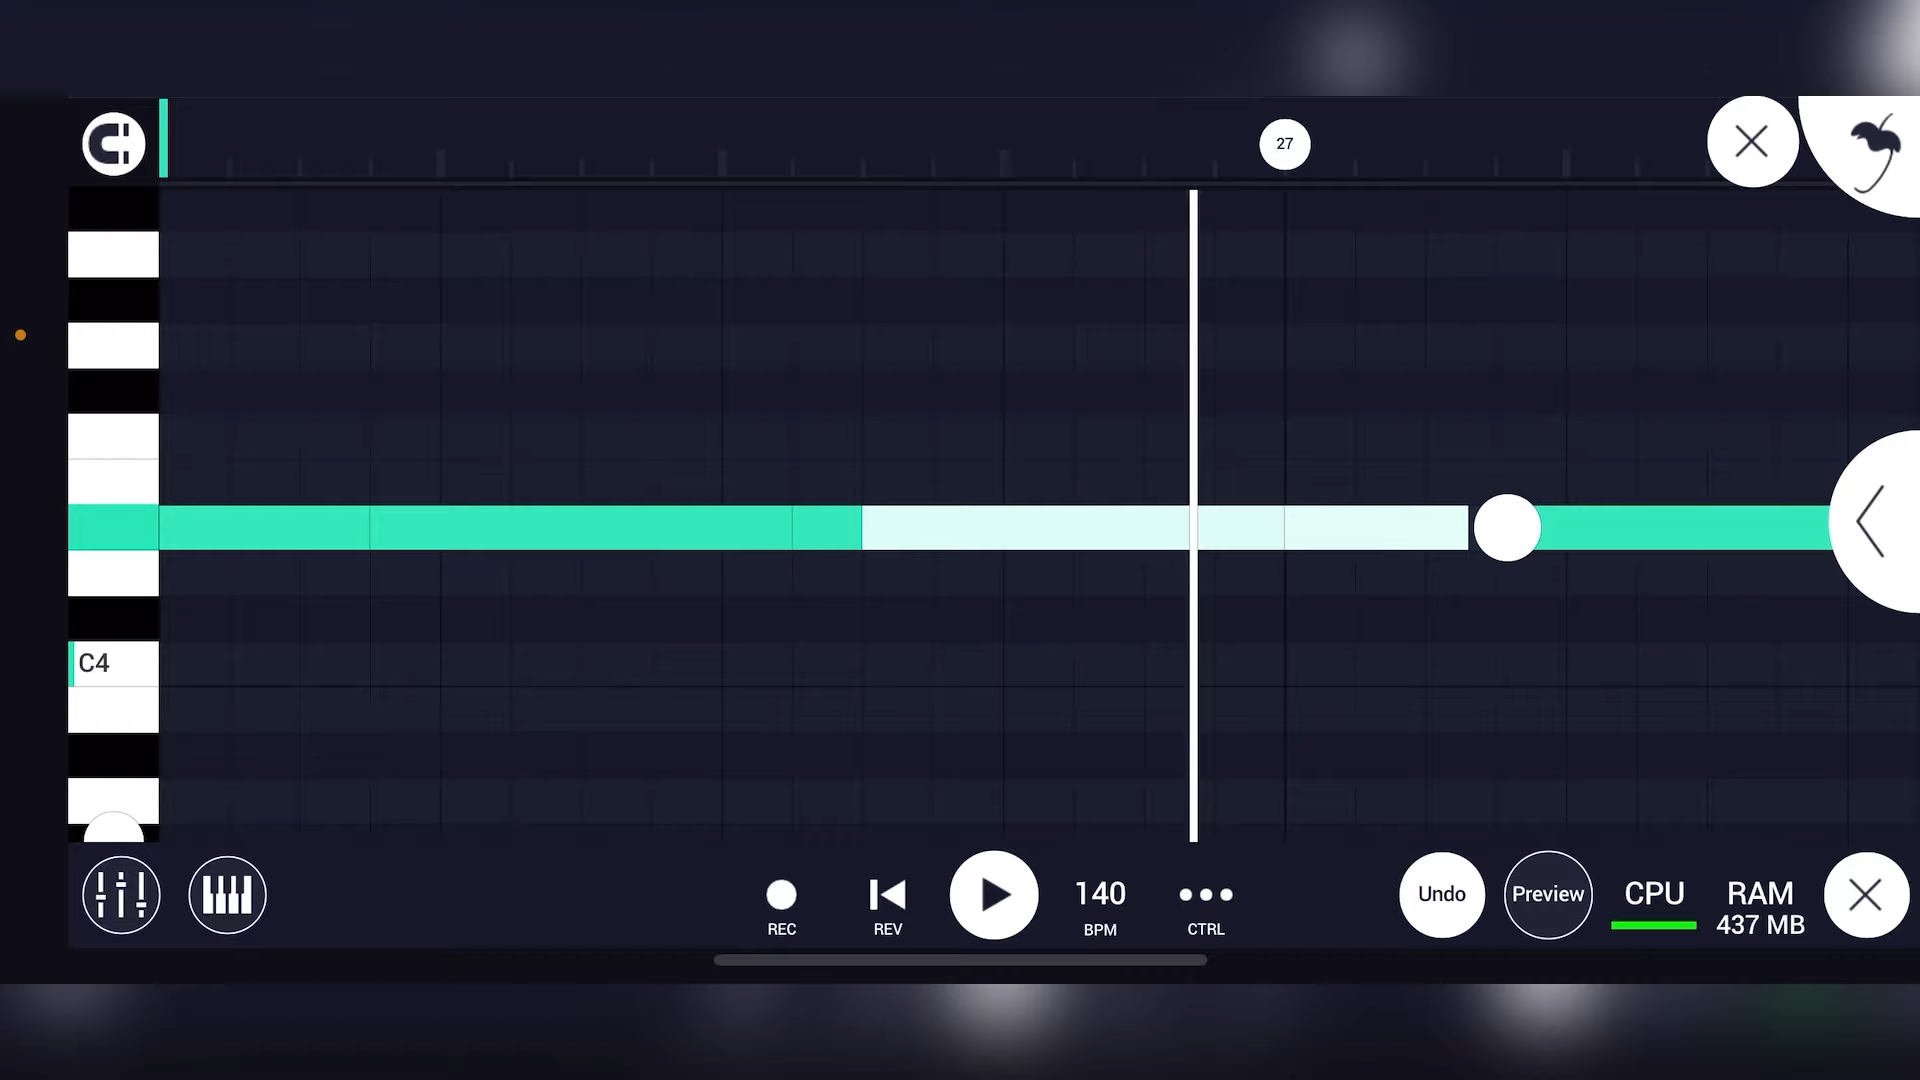 27
C4
140
Undo
Preview
CPU
RAM
437 MB
REC
REV
BPM
CTRL